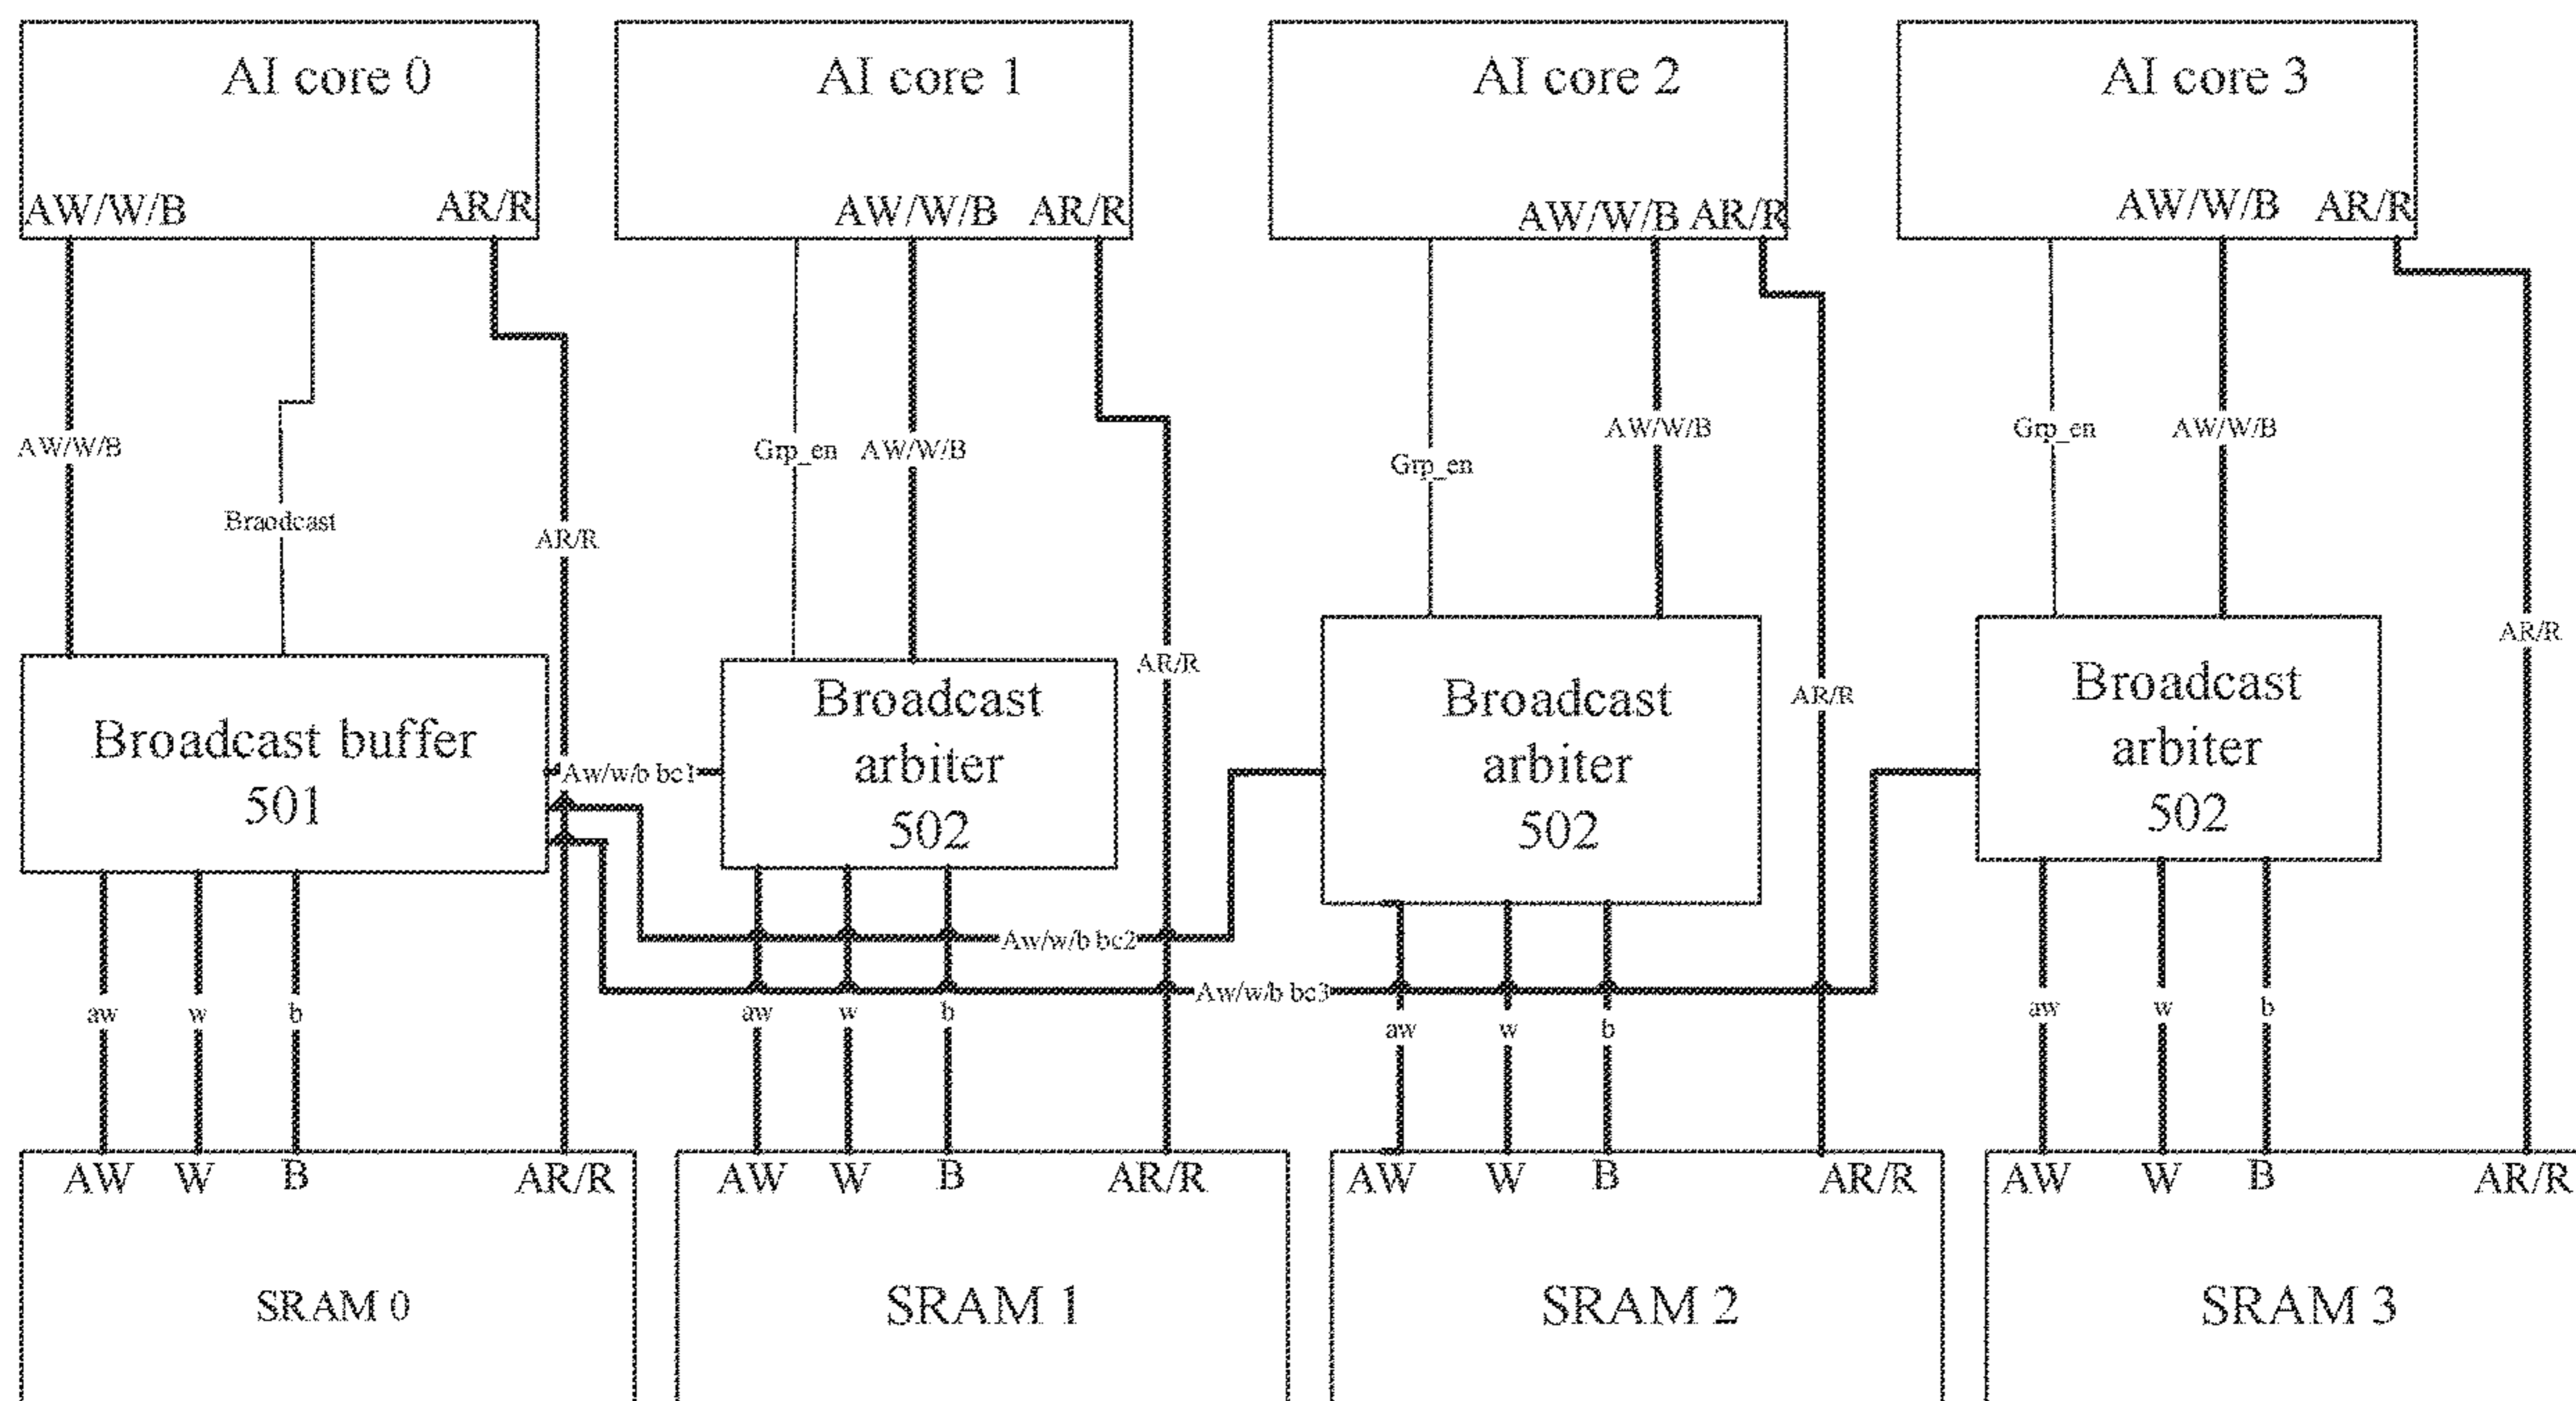 AI core 0
AI core 1
AI core 2
AI core 3
AW/W/B
AR/R
AW/W/B
AR/R
AW/W/B
AR/R
AW/W/B
AR/R
AW/W/B
Braodcast
AR/R
Grp_en
AW/W/B
AR/R
Grp_en
AW/W/B
AR/R
Grp_en
AW/W/B
AR/R
Broadcast buffer
501
Aw/w/b bc1
Broadcast
arbiter
502
Broadcast
arbiter
502
Broadcast
arbiter
502
Aw/w/b bc2
Aw/w/b bc3
aw
w
b
aw
w
b
aw
w
b
aw
w
b
AW
W
B
AR/R
AW
W
B
AR/R
AW
W
B
AR/R
AW
W
B
AR/R
SRAM 0
SRAM 1
SRAM 2
SRAM 3